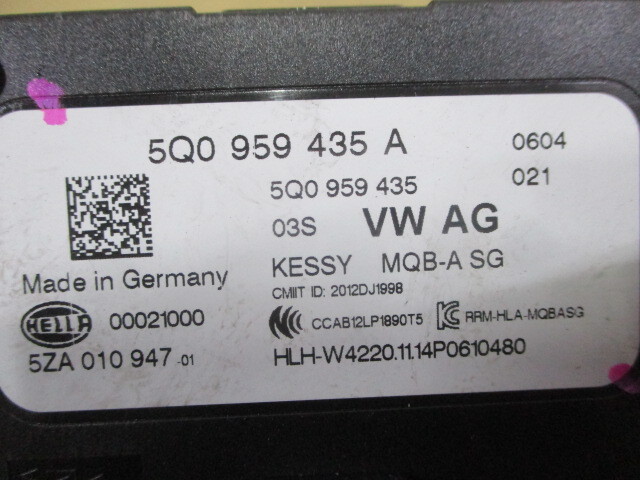 5Q0 959 435 A 0604
5Q0 959 435 021
03S VW AG
KESSY MQB-A SG
Made in Germany
CMIIT ID: 2012DJ1998
HELLA 00021000
CCAB12LP1890T5 RRM-HLA-MQBASG
5ZA 010 947 -01
HLH-W4220.11.14P0610480